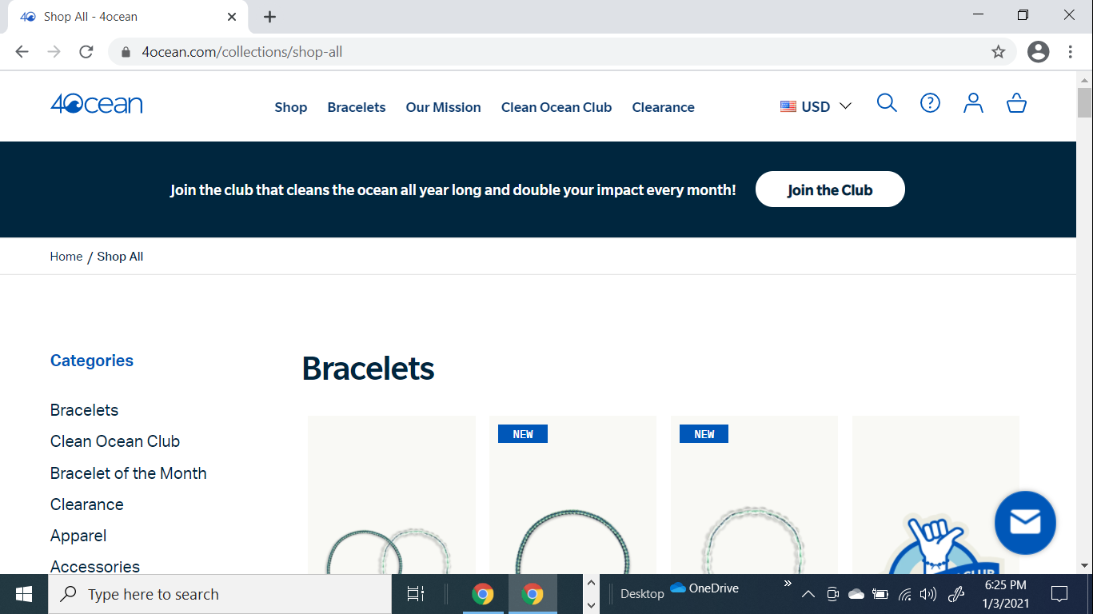 Shop All - 4ocean
4ocean.com/collections/shop-all
4Ocean
Shop Bracelets Our Mission Clean Ocean Club Clearance USD
Join the club that cleans the ocean all year long and double your impact every month! Join the Club
Home / Shop All
Categories
Bracelets
Clean Ocean Club
Bracelet of the Month
Clearance
Apparel
Accessories
Bracelets
NEW
NEW
CLUB
Type here to search
Desktop
OneDrive
6:25 PM
1/3/2021